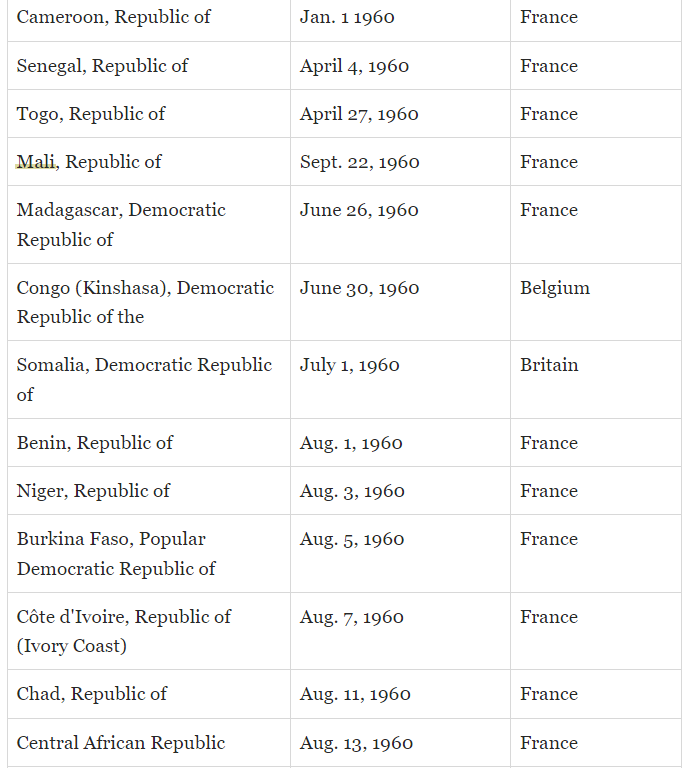 Cameroon, Republic of Jan. 1 1960 France
Senegal, Republic of April 4, 1960 France
Togo, Republic of April 27, 1960 France
Mali, Republic of Sept. 22, 1960 France
Madagascar, Democratic June 26, 1960 France
Republic of
Congo (Kinshasa), Democratic June 30, 1960 Belgium
Republic of the
Somalia, Democratic Republic July 1, 1960 Britain
of
Benin, Republic of Aug. 1, 1960 France
Niger, Republic of Aug. 3, 1960 France
Burkina Faso, Popular Aug. 5, 1960 France
Democratic Republic of
Côte d'Ivoire, Republic of Aug. 7, 1960 France
(Ivory Coast)
Chad, Republic of Aug. 11, 1960 France
Central African Republic Aug. 13, 1960 France